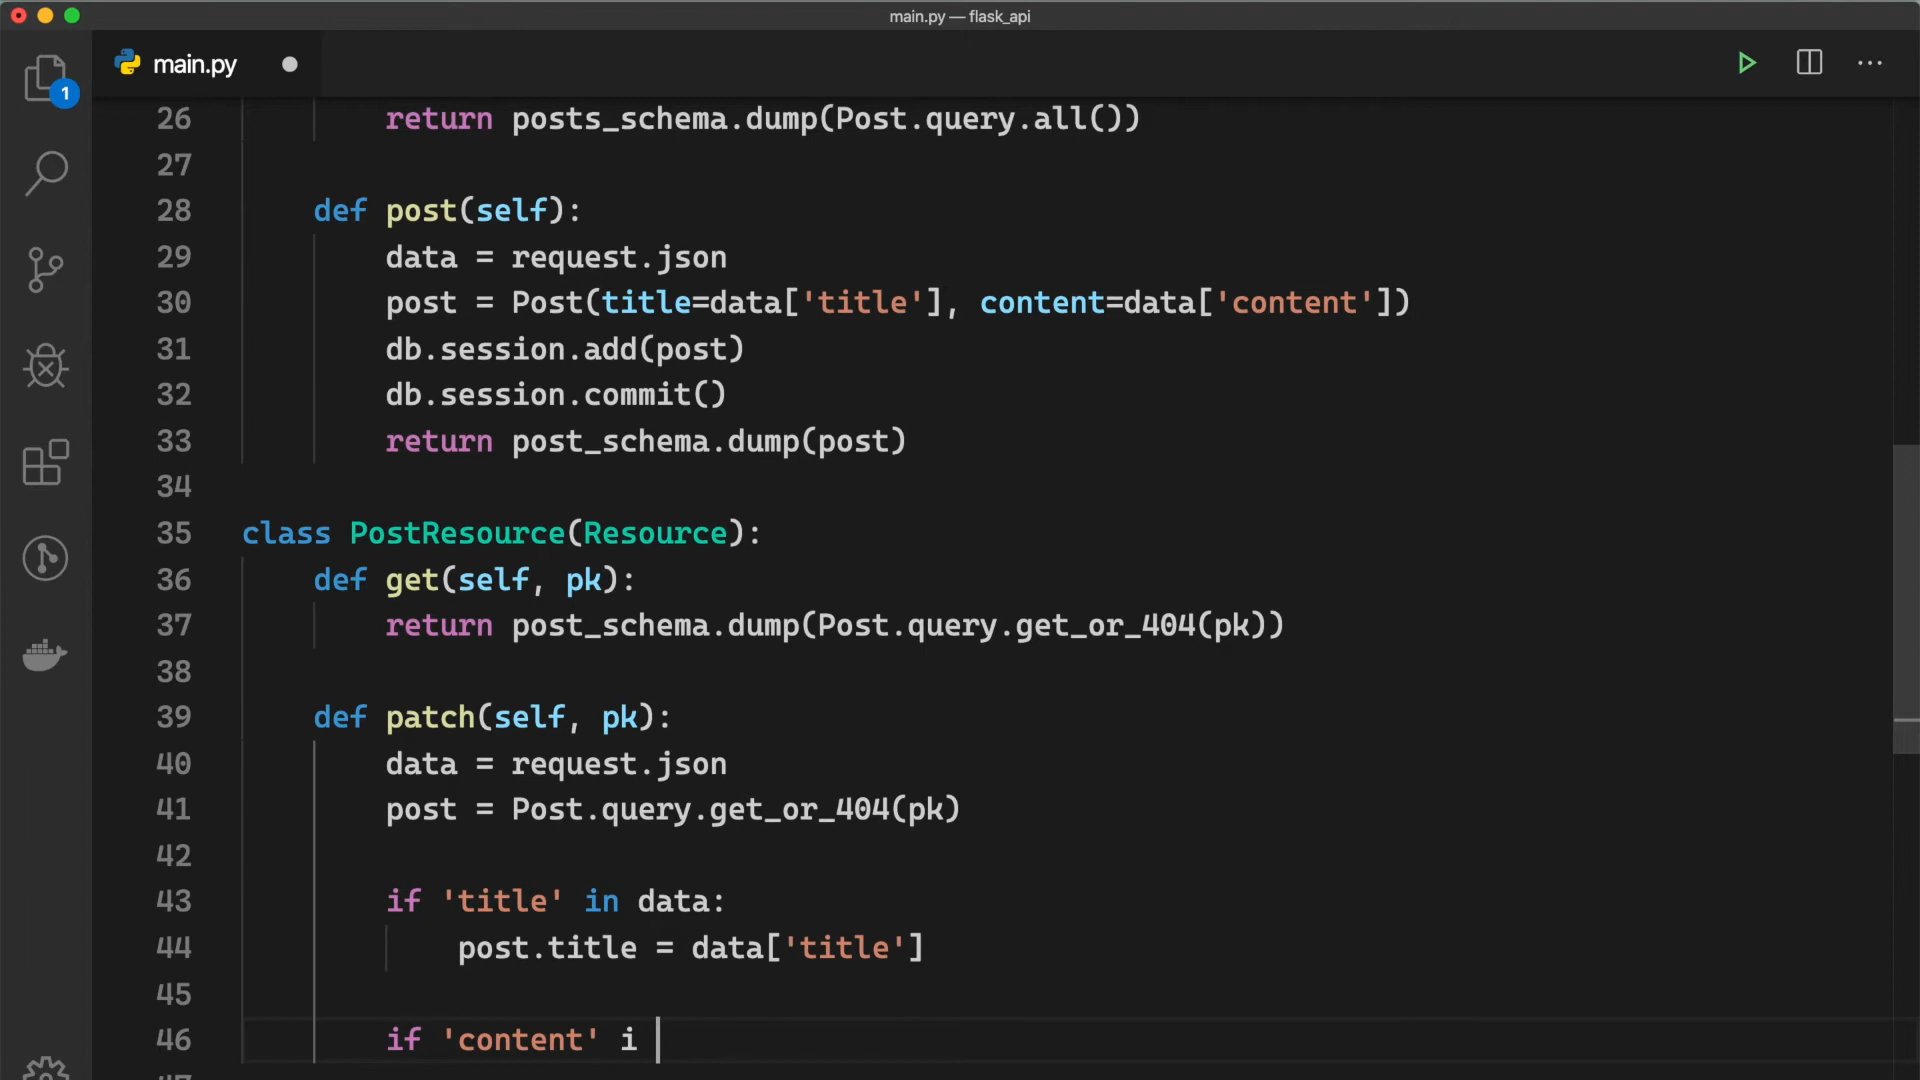 main.py — flask_api
1
main.py
26 return posts_schema.dump(Post.query.all())
27
28 def post(self):
29 data = request.json
30 post = Post(title=data['title'], content=data['content'])
31 db.session.add(post)
32 db.session.commit()
33 return post_schema.dump(post)
34
35 class PostResource(Resource):
36 def get(self, pk):
37 return post_schema.dump(Post.query.get_or_404(pk))
38
39 def patch(self, pk):
40 data = request.json
41 post = Post.query.get_or_404(pk)
42
43 if 'title' in data:
44 post.title = data['title']
45
46 if 'content' i